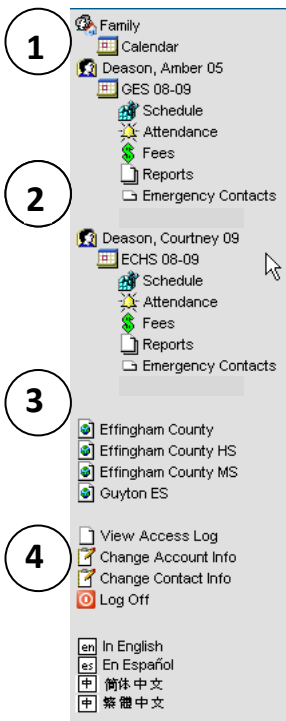 1
Family
Calendar
Deason, Amber 05
GES 08-09
Schedule
Attendance
$ Fees
Reports
Emergency Contacts
2
Deason, Courtney 09
ECHS 08-09
Schedule
Attendance
$ Fees
Reports
Emergency Contacts
3
Effingham County
Effingham County HS
Effingham County MS
Guyton ES
View Access Log
4
Change Account Info
Change Contact Info
Log Off
en In English
es En Español
中 简体中文
中 繁體中文